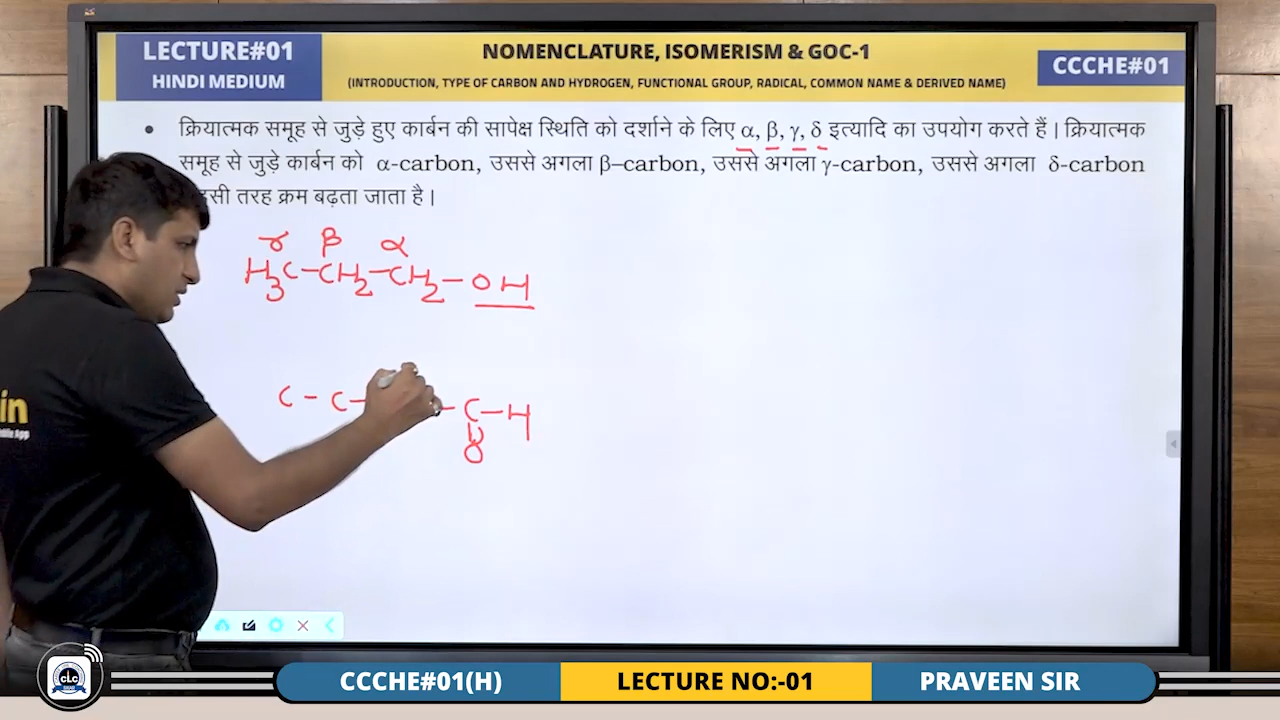 LECTURE#01
HINDI MEDIUM
NOMENCLATURE, ISOMERISM & GOC-1
(INTRODUCTION, TYPE OF CARBON AND HYDROGEN, FUNCTIONAL GROUP, RADICAL, COMMON NAME & DERIVED NAME)
CCCHE#01
• क्रियात्मक समूह से जुड़े हुए कार्बन की सापेक्ष स्थिति को दर्शाने के लिए α, β, γ, δ इत्यादि का उपयोग करते हैं। क्रियात्मक
समूह से जुड़े कार्बन को α-carbon, उससे अगला β–carbon, उससे अगला γ-carbon, उससे अगला δ-carbon
तरह क्रम बढ़ता जाता है।
γ β α
H3C-CH2-CH2-OH
C - C - C-H
O
in
CLC
CCCHE#01(H)
LECTURE NO:-01
PRAVEEN SIR